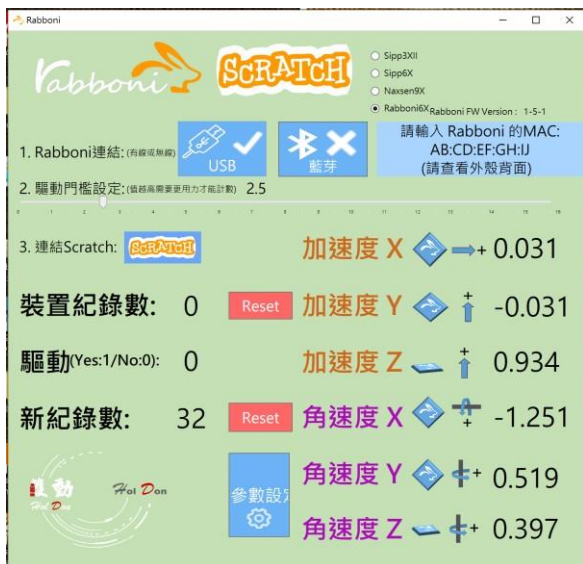 Rabboni
rabboni SCRATCH
Sipp3XII
Sipp6X
Naxsen9X
Rabboni6X Rabboni FW Version : 1-5-1
1. Rabboni連結: (有線或無線) USB 藍芽
請輸入 Rabboni 的MAC:
AB:CD:EF:GH:IJ
(請查看外殼背面)
2. 驅動門檻設定: (值越高需要更用力才能計數) 2.5
0 1 2 3 4 5 6 7 8 9 10 11 12 13 14 15 16
3. 連結Scratch: SCRATCH 加速度 X + 0.031
裝置紀錄數: 0 Reset 加速度 Y + -0.031
驅動(Yes:1/No:0): 0 加速度 Z + 0.934
新紀錄數: 32 Reset 角速度 X + -1.251
參數設 角速度 Y + 0.519
Hol Don
角速度 Z + 0.397